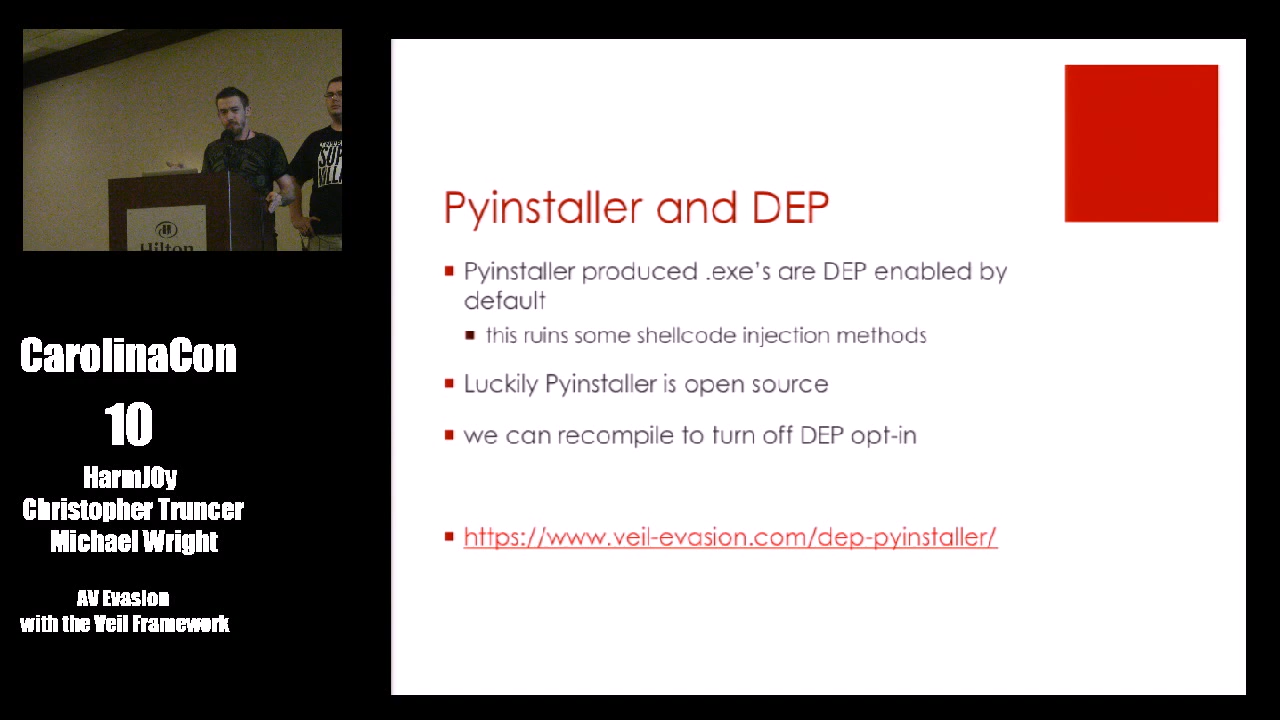 Hilton
CarolinaCon
10
HarmJ0y
Christopher Truncer
Michael Wright
AV Evasion
with the Veil Framework
Pyinstaller and DEP
Pyinstaller produced .exe's are DEP enabled by
default
this ruins some shellcode injection methods
Luckily Pyinstaller is open source
we can recompile to turn off DEP opt-in
https://www.veil-evasion.com/dep-pyinstaller/